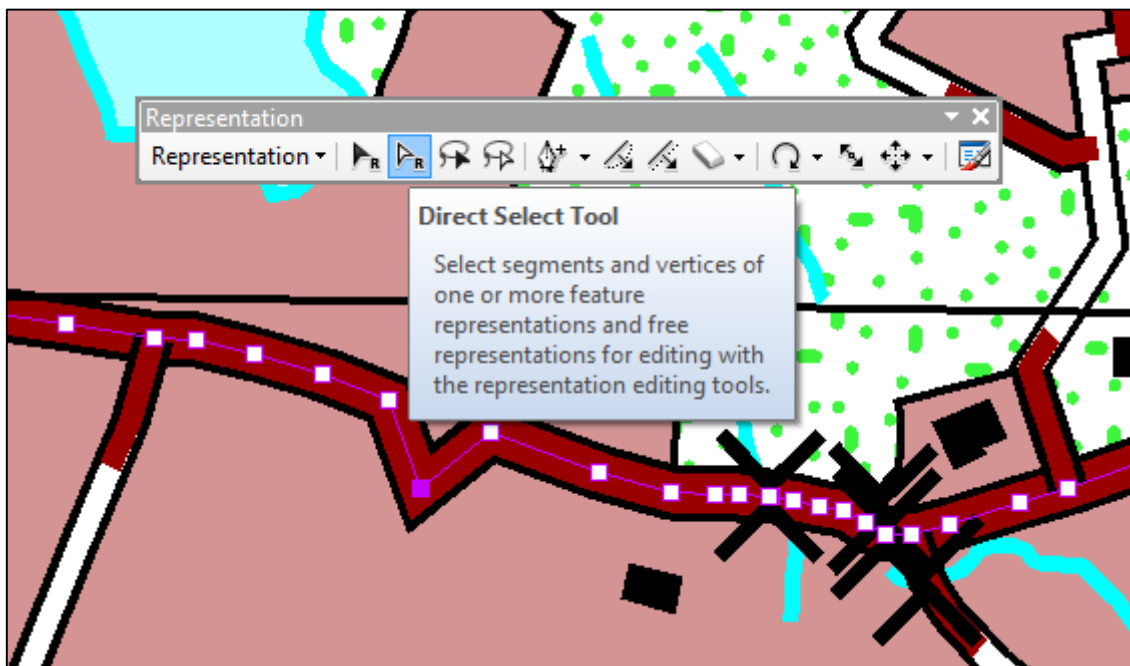 Representation
Representation
Direct Select Tool
Select segments and vertices of
one or more feature
representations and free
representations for editing with
the representation editing tools.